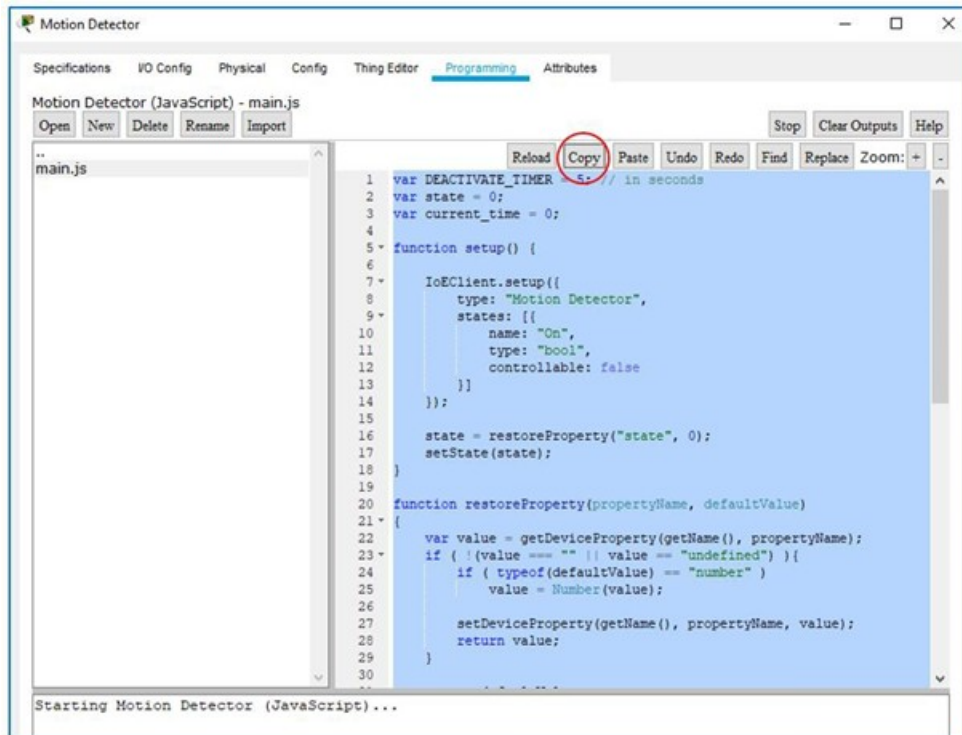 Motion Detector
Specifications I/O Config Physical Config Thing Editor Programming Attributes
Motion Detector (JavaScript) - main.js
Open New Delete Rename Import Stop Clear Outputs Help
Reload Copy Paste Undo Redo Find Replace Zoom: + -
..
main.js
1 var DEACTIVATE_TIMER = 5; // in seconds
2 var state = 0;
3 var current_time = 0;
4
5 function setup() {
6
7 IoEClient.setup({
8 type: "Motion Detector",
9 states: [{
10 name: "On",
11 type: "bool",
12 controllable: false
13 }]
14 });
15
16 state = restoreProperty("state", 0);
17 setState(state);
18 }
19
20 function restoreProperty(propertyName, defaultValue)
21 {
22 var value = getDeviceProperty(getName(), propertyName);
23 if ( !(value === "" || value == "undefined") ){
24 if ( typeof(defaultValue) == "number" )
25 value = Number(value);
26
27 setDeviceProperty(getName(), propertyName, value);
28 return value;
29 }
30
Starting Motion Detector (JavaScript)...